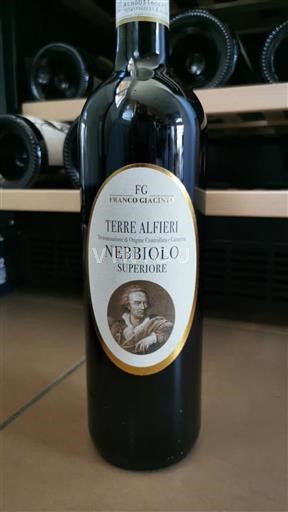 FG
FRANCO GIACINTO
TERRE ALFIERI
Denominazione di Origine Controllata e Garantita
NEBBIOLO
SUPERIORE